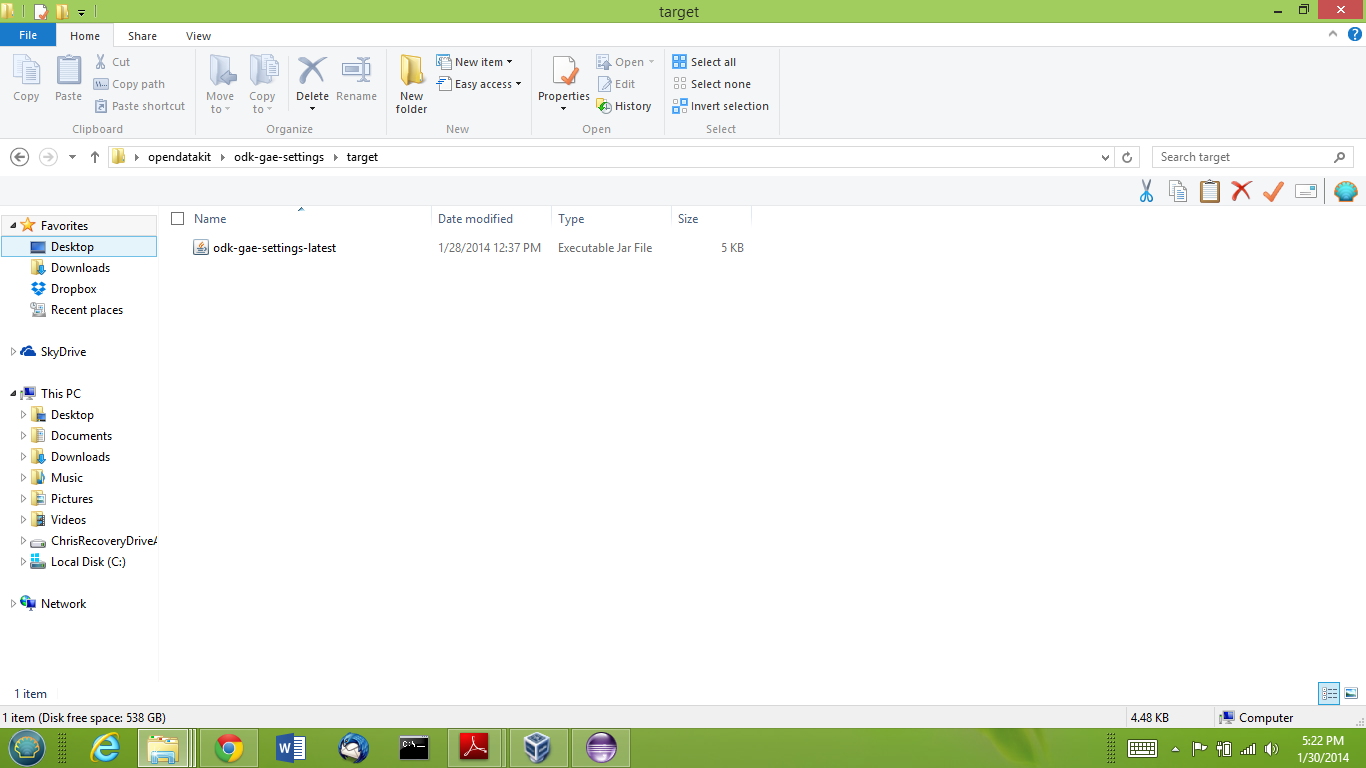 target
File Home Share View
Copy
Paste
Cut
Copy path
Paste shortcut
Clipboard
Move to
Copy to
Delete
Rename
Organize
New folder
New item
Easy access
New
Properties
Open
Edit
History
Open
Select all
Select none
Invert selection
Select
opendatakit odk-gae-settings target
Search target
Name Date modified Type Size
odk-gae-settings-latest 1/28/2014 12:37 PM Executable Jar File 5 KB
Favorites
Desktop
Downloads
Dropbox
Recent places
SkyDrive
This PC
Desktop
Documents
Downloads
Music
Pictures
Videos
ChrisRecoveryDriveA
Local Disk (C:)
Network
1 item
1 item (Disk free space: 538 GB) 4.48 KB Computer
5:22 PM
1/30/2014